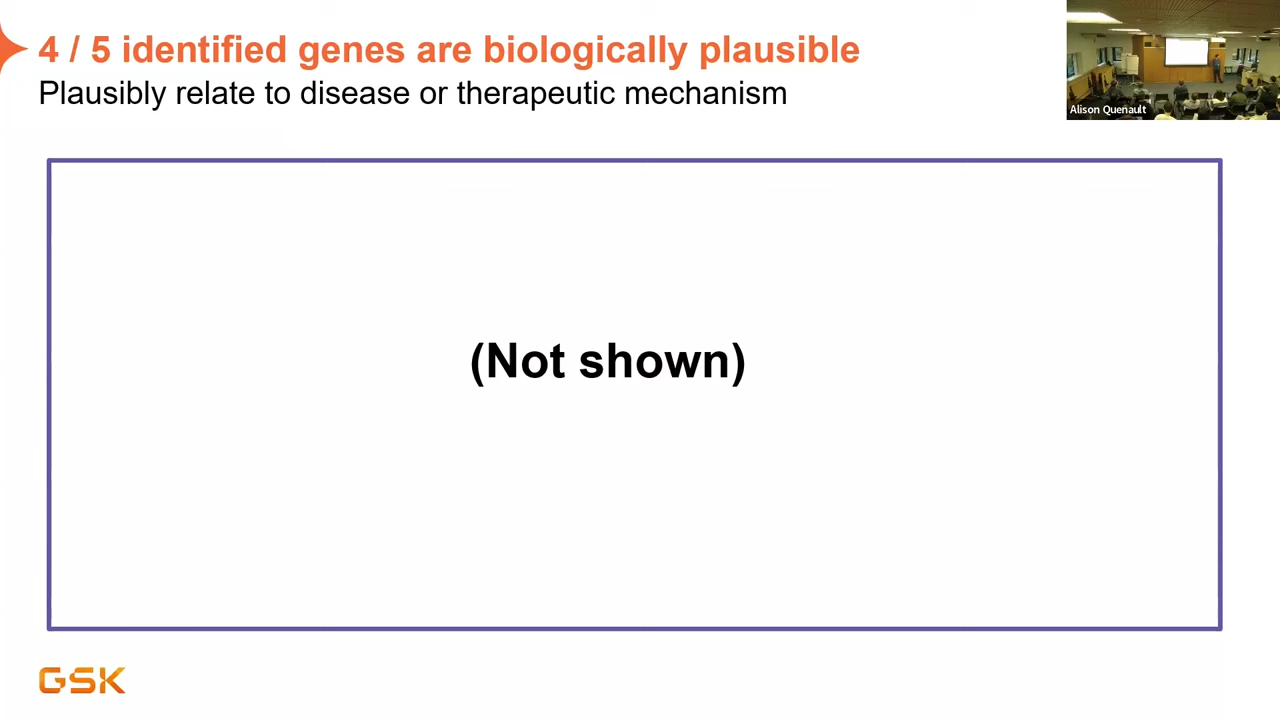 4 / 5 identified genes are biologically plausible
Plausibly relate to disease or therapeutic mechanism
Alison Quenault
(Not shown)
GSK